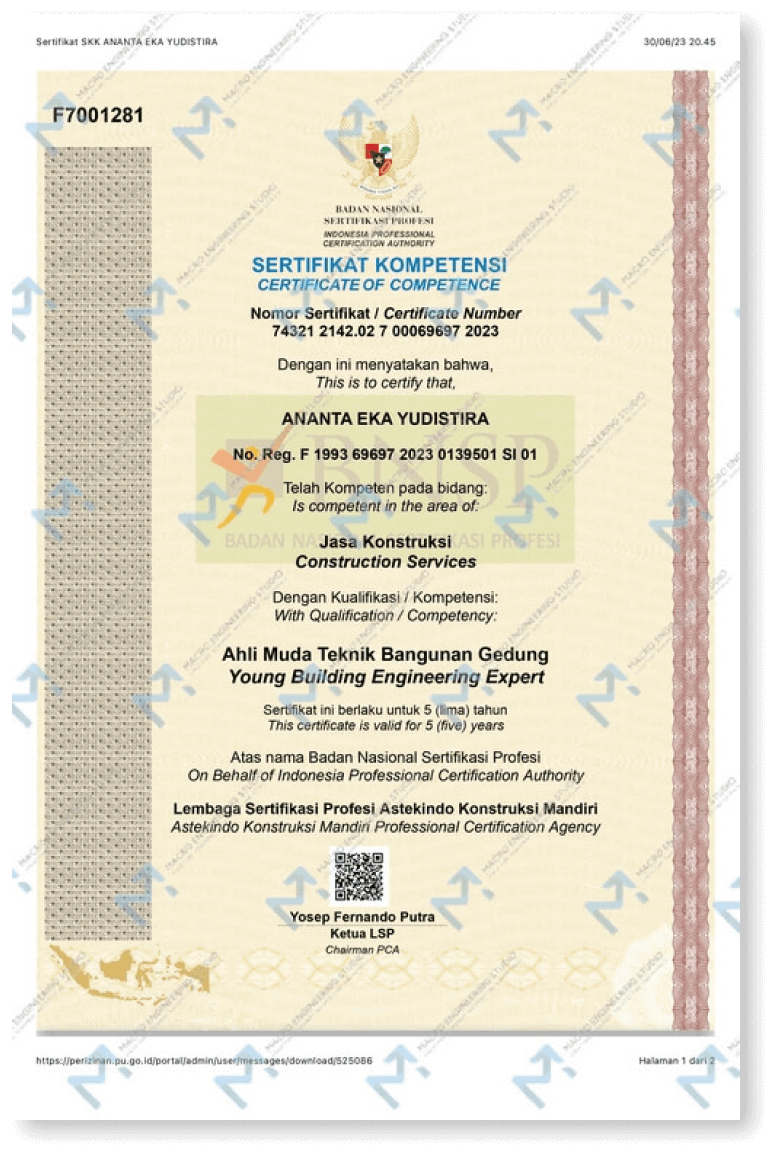 Sertifikat SKK ANANTA EKA YUDISTIRA
30/06/23 20.45
F7001281
BADAN NASIONAL
SERTIFIKASI PROFESI
INDONESIA PROFESSIONAL
CERTIFICATION AUTHORITY
SERTIFIKAT KOMPETENSI
CERTIFICATE OF COMPETENCE
Nomor Sertifikat / Certificate Number
74321 2142.02 7 00069697 2023
Dengan ini menyatakan bahwa,
This is to certify that,
ANANTA EKA YUDISTIRA
No. Reg. F 1993 69697 2023 0139501 SI 01
BNSP
Telah Kompeten pada bidang:
Is competent in the area of:
BADAN NASIONAL SERTIFIKASI PROFESI
Jasa Konstruksi
Construction Services
Dengan Kualifikasi / Kompetensi:
With Qualification / Competency:
Ahli Muda Teknik Bangunan Gedung
Young Building Engineering Expert
Sertifikat ini berlaku untuk 5 (lima) tahun
This certificate is valid for 5 (five) years
Atas nama Badan Nasional Sertifikasi Profesi
On Behalf of Indonesia Professional Certification Authority
Lembaga Sertifikasi Profesi Astekindo Konstruksi Mandiri
Astekindo Konstruksi Mandiri Professional Certification Agency
Yosep Fernando Putra
Ketua LSP
Chairman PCA
https://perizinan.pu.go.id/portal/admin/user/messages/download/525086
Halaman 1 dari 2
MACRO ENGINEERING STUDIO